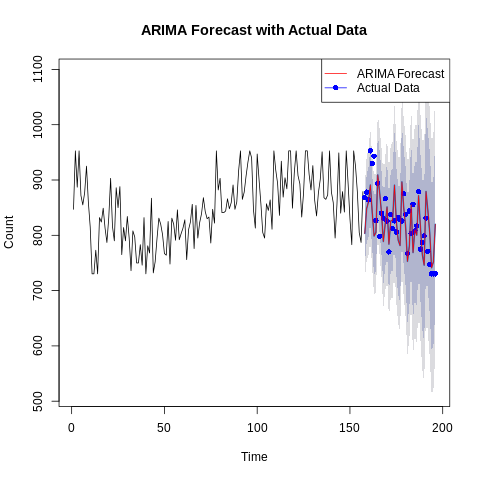 ARIMA Forecast with Actual Data
ARIMA Forecast
Actual Data
1100
1000
900
800
700
600
500
Count
0 50 100 150 200
Time